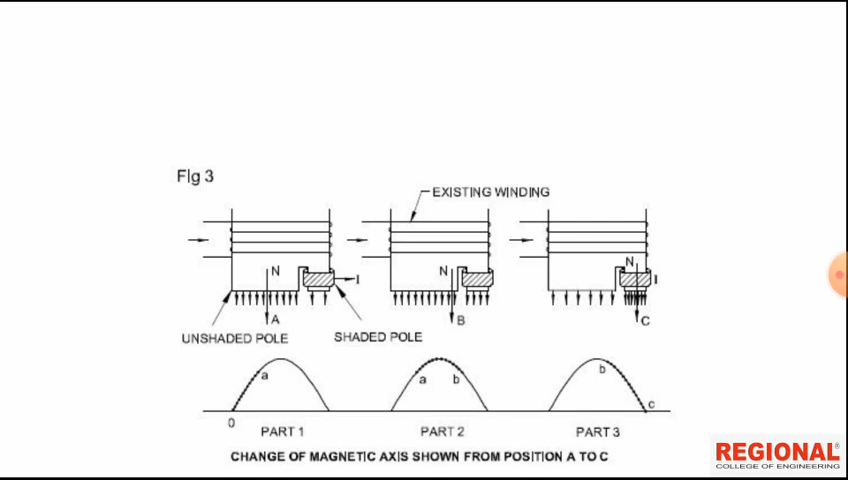 Fig 3
EXISTING WINDING
N
I
A
N
B
N
I
C
UNSHADED POLE
SHADED POLE
a
0
PART 1
a b
PART 2
b
c
PART 3
CHANGE OF MAGNETIC AXIS SHOWN FROM POSITION A TO C
REGIONAL®
COLLEGE OF ENGINEERING